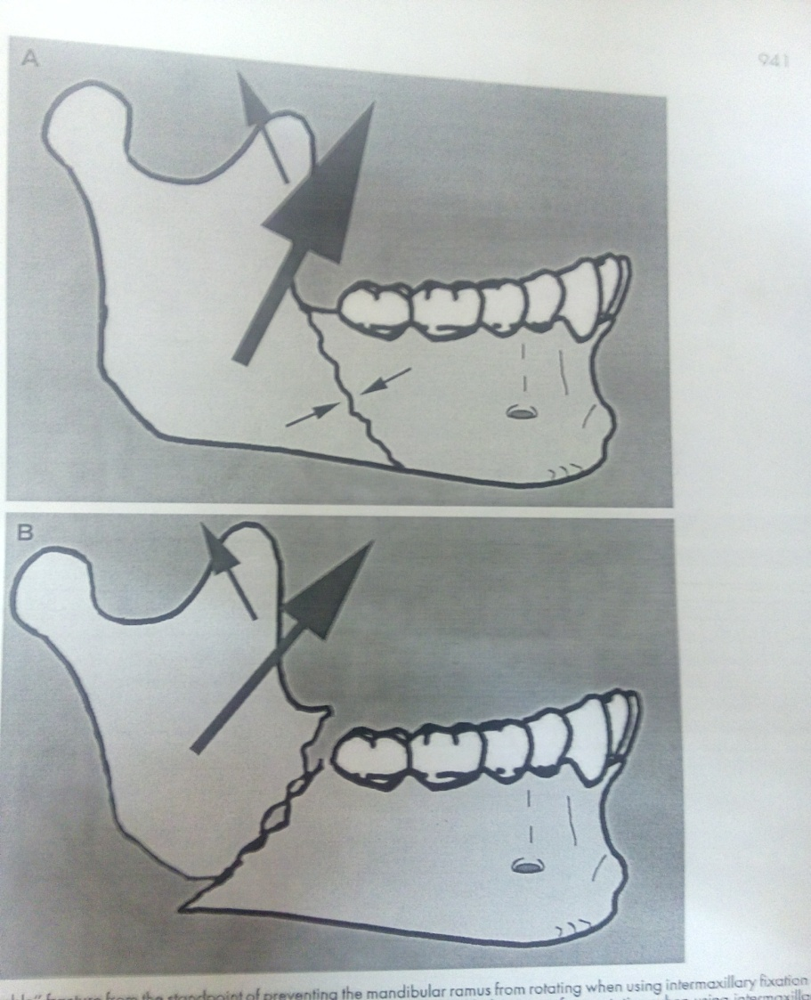 941
A
B
fracture from the standpoint of preventing the mandibular ramus from rotating when using intermaxillary fixation